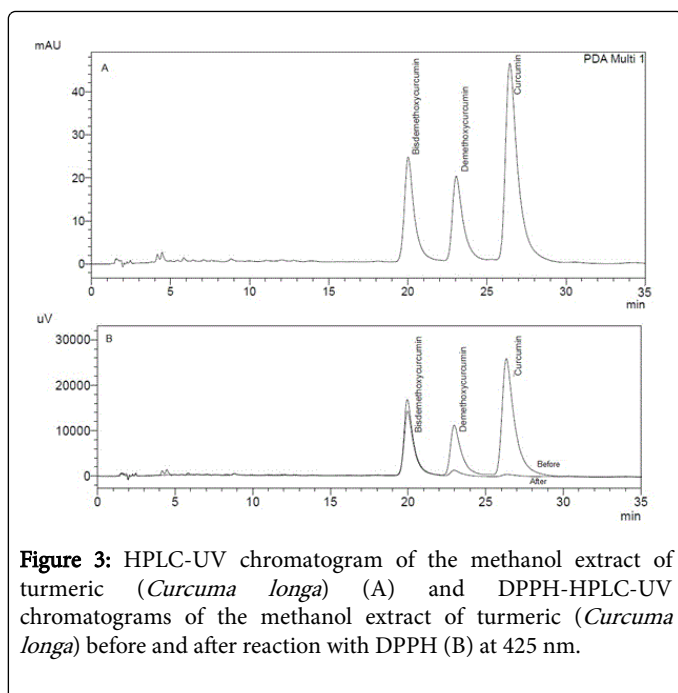 mAU
A
PDA Multi 1
Bisdemethoxycurcumin
Demethoxycurcumin
Curcumin
40
30
20
10
0
0 5 10 15 20 25 30 35
min
uV
B
Bisdemethoxycurcumin
Demethoxycurcumin
Curcumin
30000
20000
10000
0
Before
After
0 5 10 15 20 25 30 35
min
Figure 3: HPLC-UV chromatogram of the methanol extract of
turmeric (Curcuma longa) (A) and DPPH-HPLC-UV
chromatograms of the methanol extract of turmeric (Curcuma
longa) before and after reaction with DPPH (B) at 425 nm.